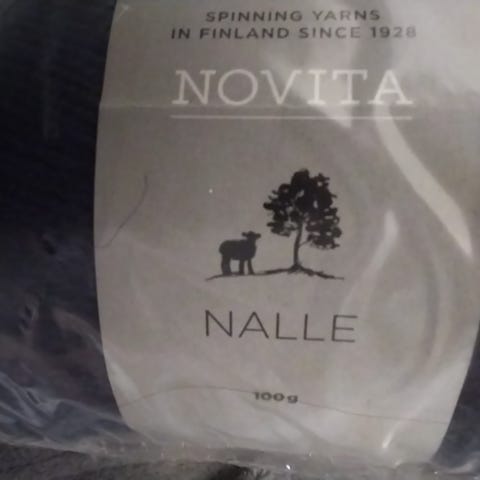 SPINNING YARNS
IN FINLAND SINCE 1928
NOVITA
NALLE
100g